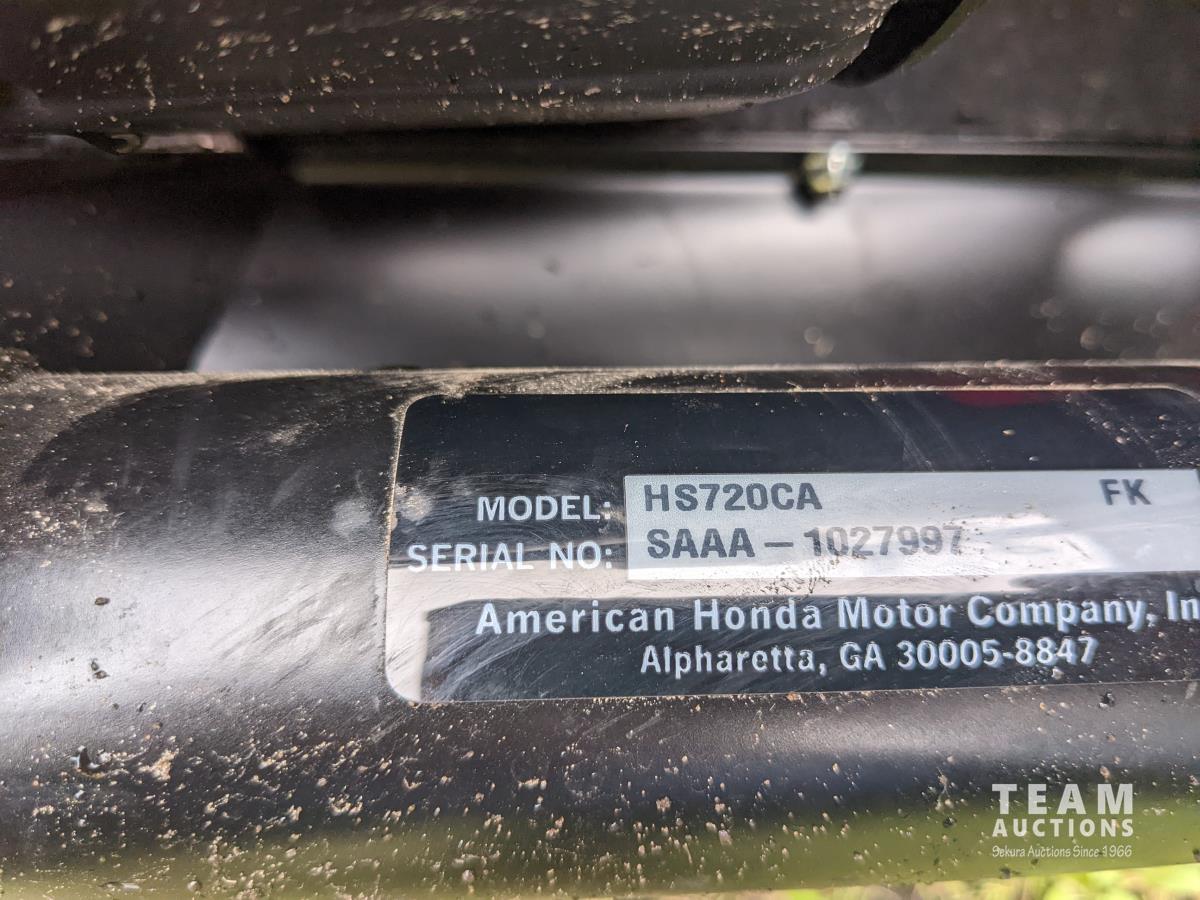 MODEL: HS720CA FK
SERIAL NO: SAAA – 1027997
American Honda Motor Company, In
Alpharetta, GA 30005-8847
TEAM
AUCTIONS
Sekura Auctions Since 1966